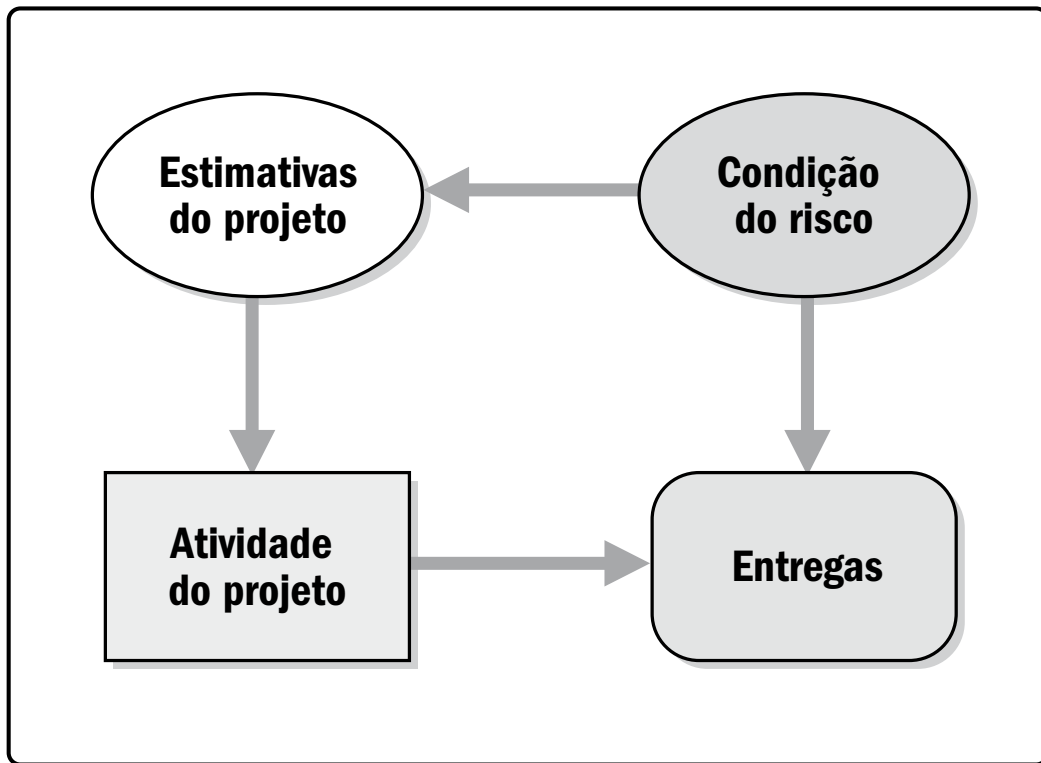 Estimativas
do projeto
Condição
do risco
Atividade
do projeto
Entregas